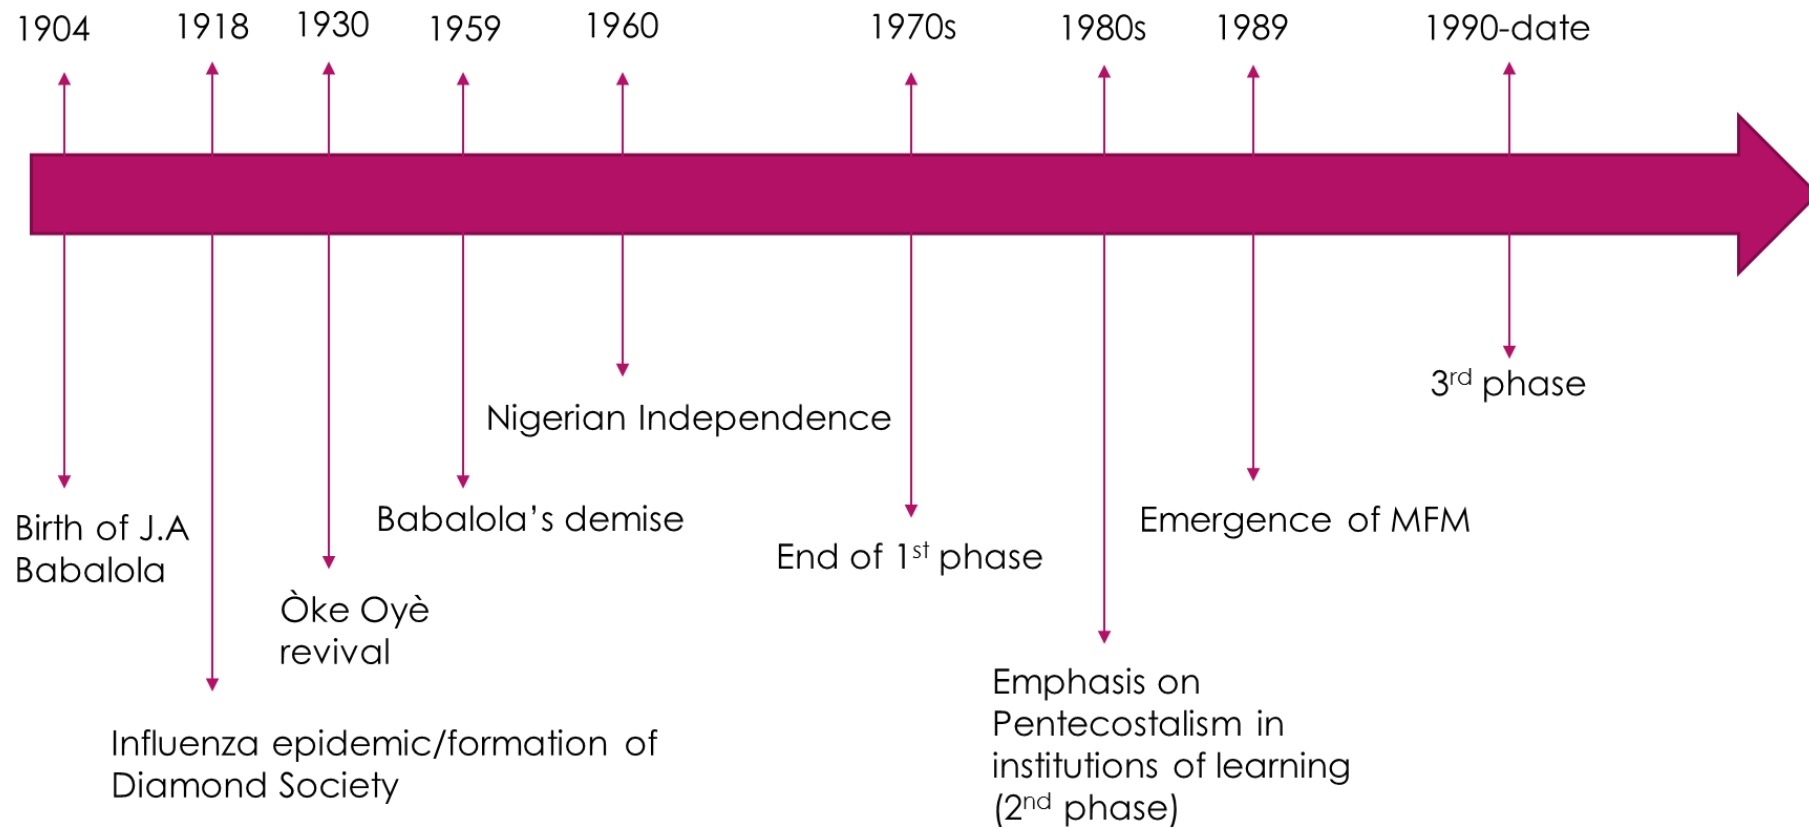 1904
1918
1930
1959
1960
1970s
1980s
1989
1990-date
Birth of J.A
Babalola
Influenza epidemic/formation of
Diamond Society
Òke Oyè
revival
Babalola’s demise
Nigerian Independence
End of 1st phase
Emphasis on
Pentecostalism in
institutions of learning
(2nd phase)
Emergence of MFM
3rd phase